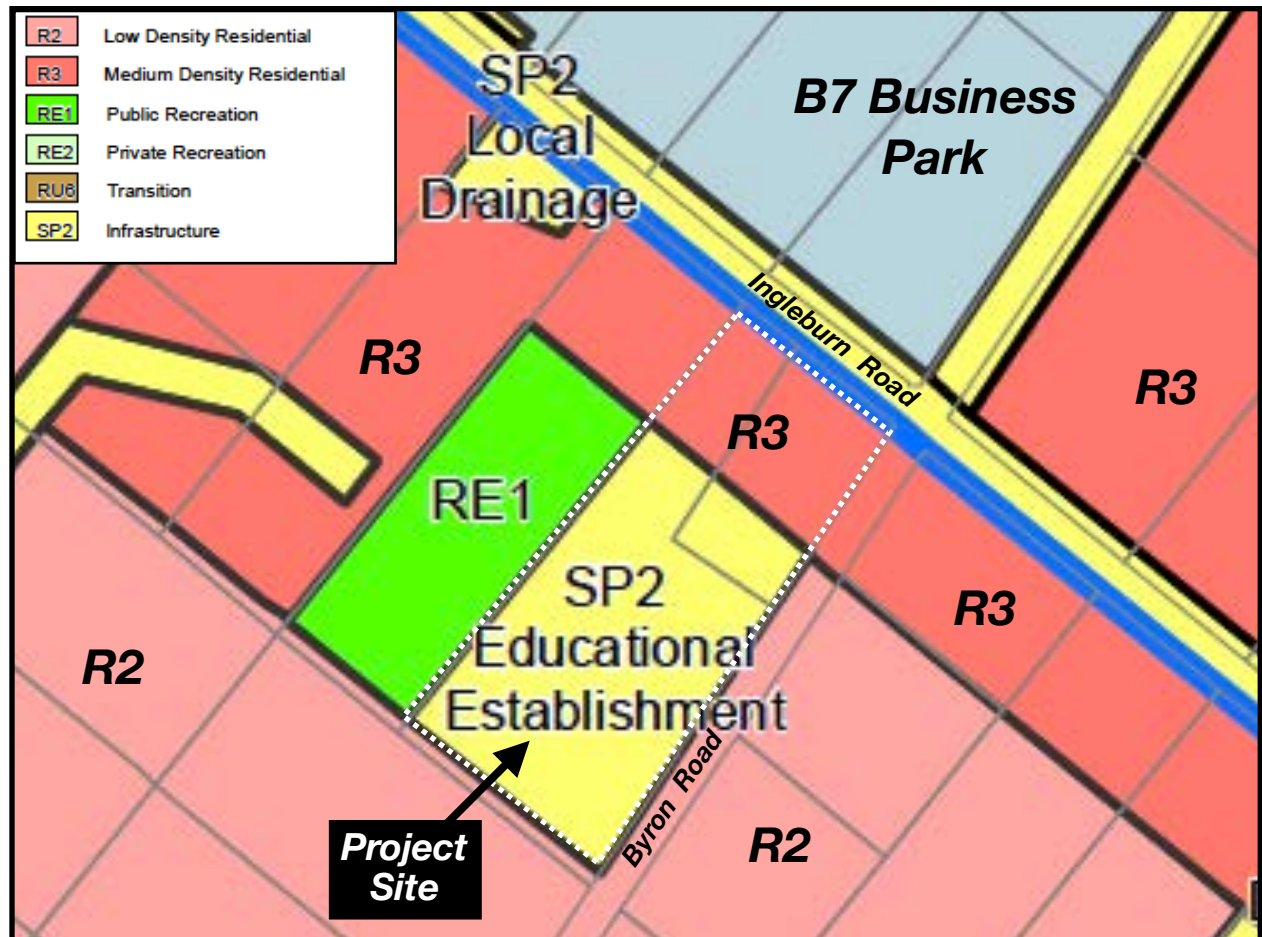 R2 Low Density Residential
R3 Medium Density Residential
RE1 Public Recreation
RE2 Private Recreation
RU6 Transition
SP2 Infrastructure
SP2
Local
Drainage
B7 Business
Park
Ingleburn Road
R3
R3
R3
RE1
R3
SP2
Educational
Establishment
R2
Byron Road
R2
Project
Site